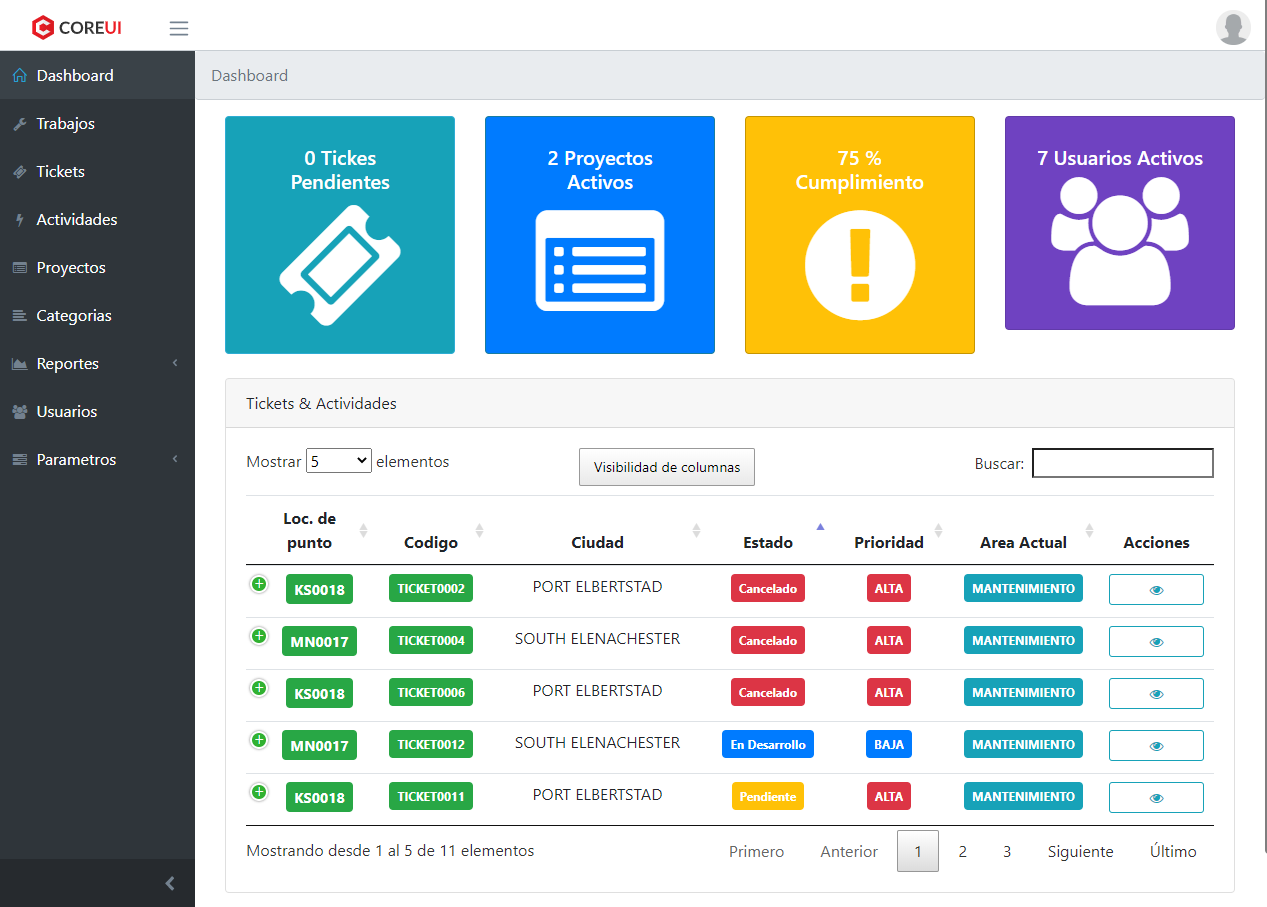 COREUI
Dashboard
Trabajos
Tickets
Actividades
Proyectos
Categorias
Reportes
Usuarios
Parametros
Dashboard
0 Tickes
Pendientes
2 Proyectos
Activos
75 %
Cumplimiento
7 Usuarios Activos
Tickets & Actividades
Mostrar 5 elementos
Visibilidad de columnas
Buscar:
Loc. de
punto Codigo Ciudad Estado Prioridad Area Actual Acciones
KS0018 TICKET0002 PORT ELBERTSTAD Cancelado ALTA MANTENIMIENTO
MN0017 TICKET0004 SOUTH ELENACHESTER Cancelado ALTA MANTENIMIENTO
KS0018 TICKET0006 PORT ELBERTSTAD Cancelado ALTA MANTENIMIENTO
MN0017 TICKET0012 SOUTH ELENACHESTER En Desarrollo BAJA MANTENIMIENTO
KS0018 TICKET0011 PORT ELBERTSTAD Pendiente ALTA MANTENIMIENTO
Mostrando desde 1 al 5 de 11 elementos
Primero Anterior 1 2 3 Siguiente Último